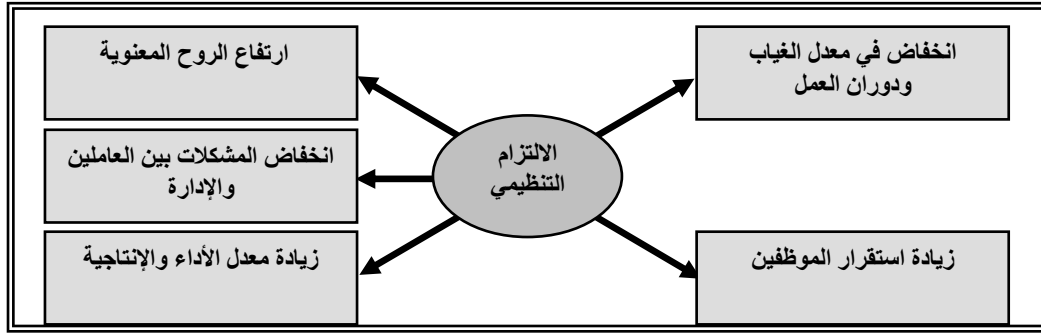 انخفاض في معدل الغياب
ودوران العمل
ارتفاع الروح المعنوية
الالتزام
التنظيمي
انخفاض المشكلات بين العاملين
والإدارة
زيادة استقرار الموظفين
زيادة معدل الأداء والإنتاجية